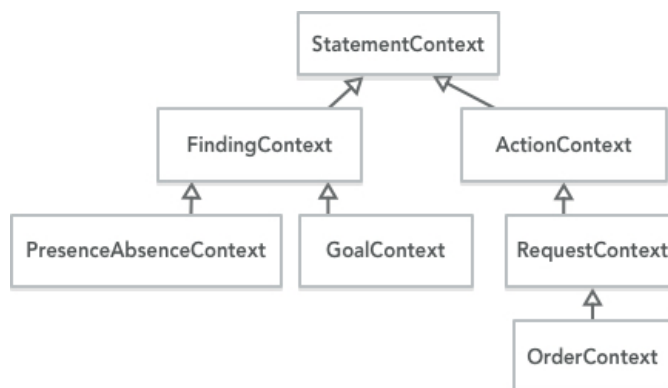 StatementContext
FindingContext
ActionContext
PresenceAbsenceContext
GoalContext
RequestContext
OrderContext